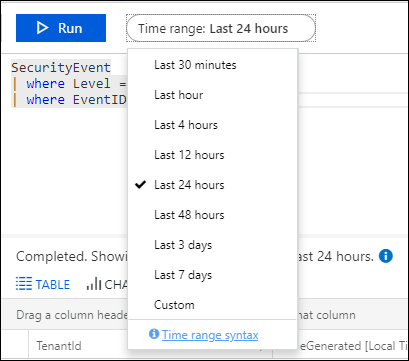 Run
Time range: Last 24 hours
SecurityEvent
| where Level =
| where EventID
Last 30 minutes
Last hour
Last 4 hours
Last 12 hours
Last 24 hours
Last 48 hours
Last 3 days
Last 7 days
Custom
Time range syntax
Completed. Showi ast 24 hours.
TABLE CHA
Drag a column heade hat column
TenantId eGenerated [Local Ti